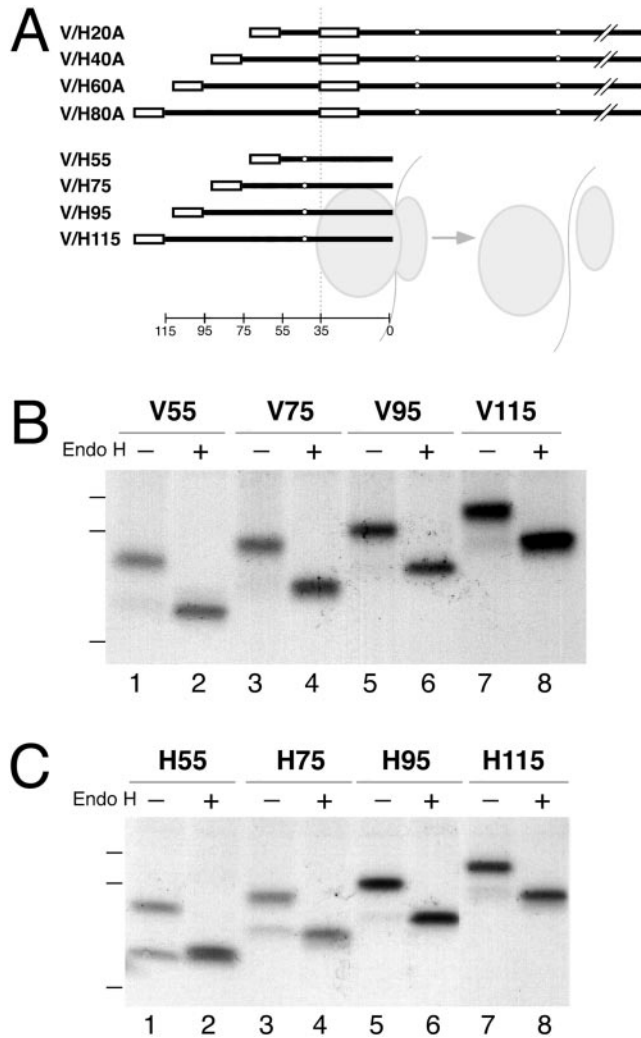 A
V/H20A
V/H40A
V/H60A
V/H80A
V/H55
V/H75
V/H95
V/H115
115 95 75 55 35 0
B
V55 V75 V95 V115
Endo H − + − + − + − +
1 2 3 4 5 6 7 8
C
H55 H75 H95 H115
Endo H − + − + − + − +
1 2 3 4 5 6 7 8